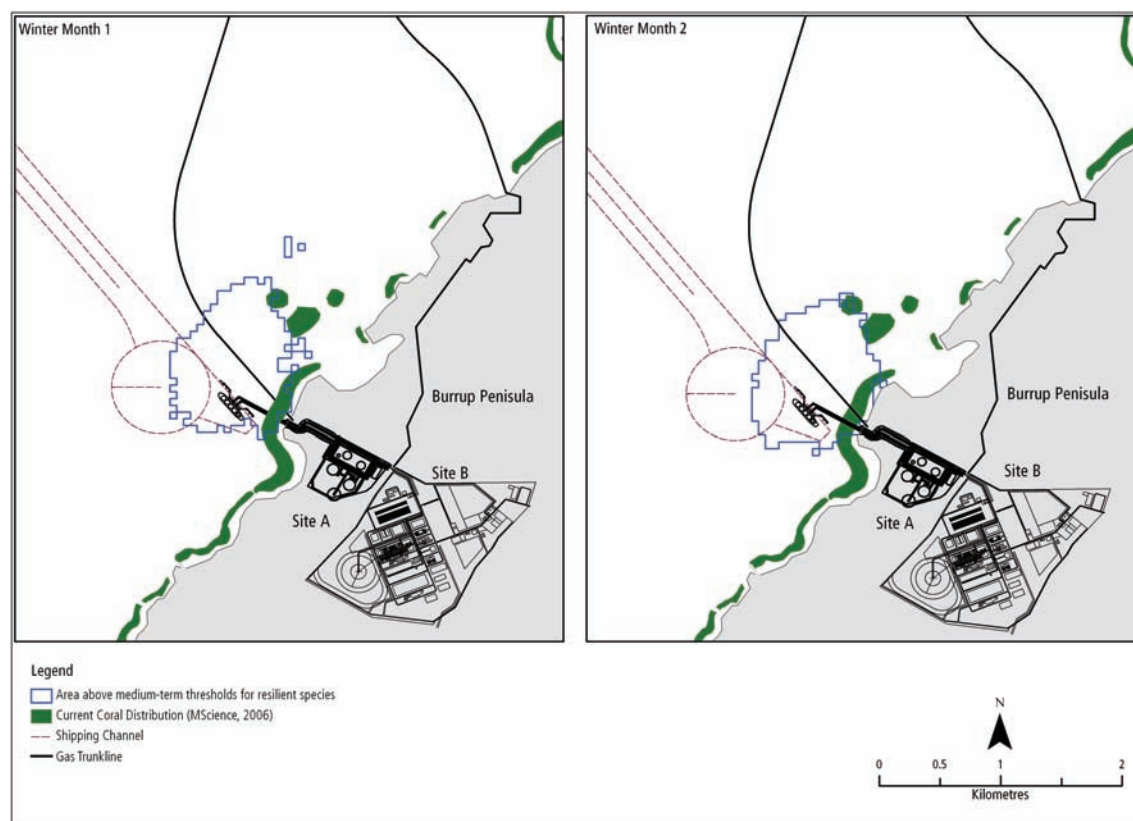 Winter Month 1
Burrup Penisula
Site B
Site A
Winter Month 2
Burrup Penisula
Site B
Site A
Legend
Area above medium-term thresholds for resilient species
Current Coral Distribution (MScience, 2006)
Shipping Channel
Gas Trunkline
N
0 0.5 1 2
Kilometres